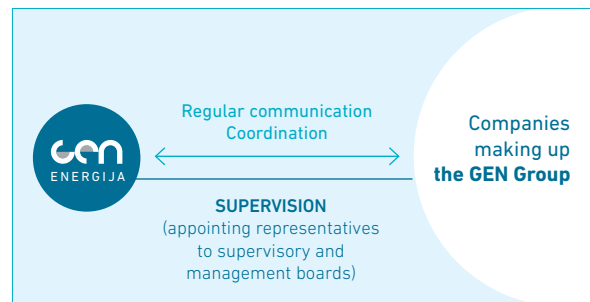 Regular communication
Coordination
gen
ENERGIJA
Companies
making up
the GEN Group
SUPERVISION
(appointing representatives
to supervisory and
management boards)